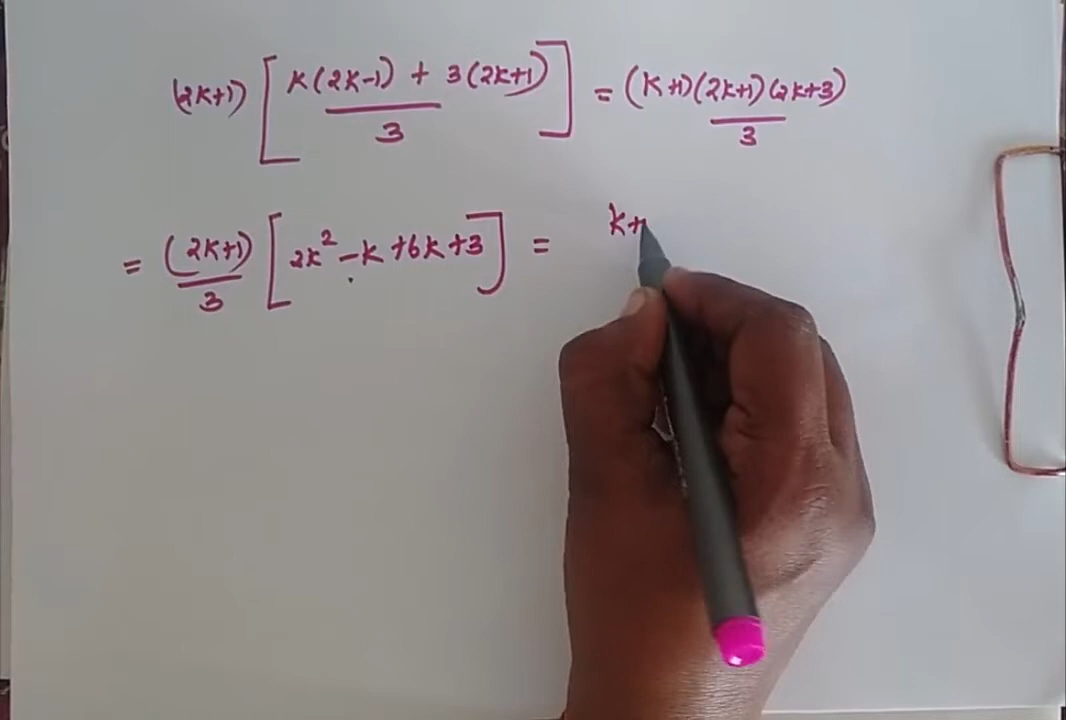 (2k+1) [ k(2k-1) + 3(2k+1) / 3 ] = (k+1)(2k+1)(2k+3) / 3
= (2k+1) / 3 [ 2k² - k + 6k + 3 ] = k+